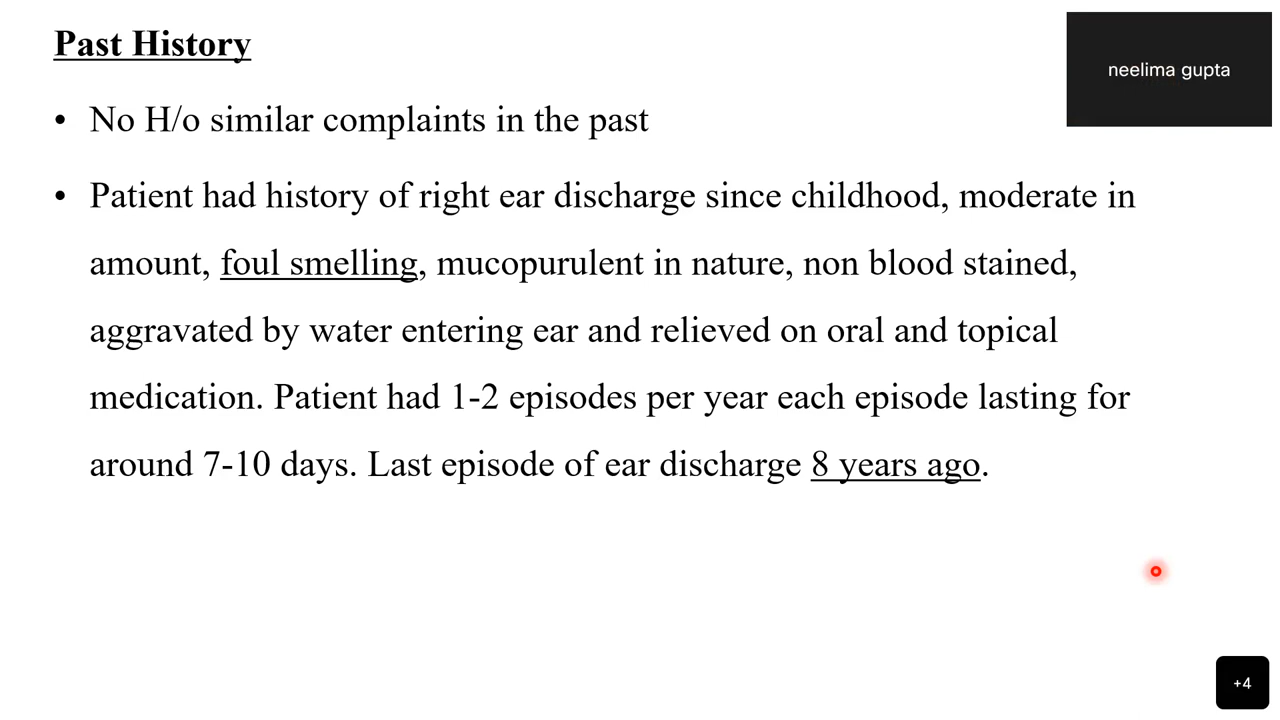 Past History
neelima gupta
• No H/o similar complaints in the past
• Patient had history of right ear discharge since childhood, moderate in
amount, foul smelling, mucopurulent in nature, non blood stained,
aggravated by water entering ear and relieved on oral and topical
medication. Patient had 1-2 episodes per year each episode lasting for
around 7-10 days. Last episode of ear discharge 8 years ago.
+4